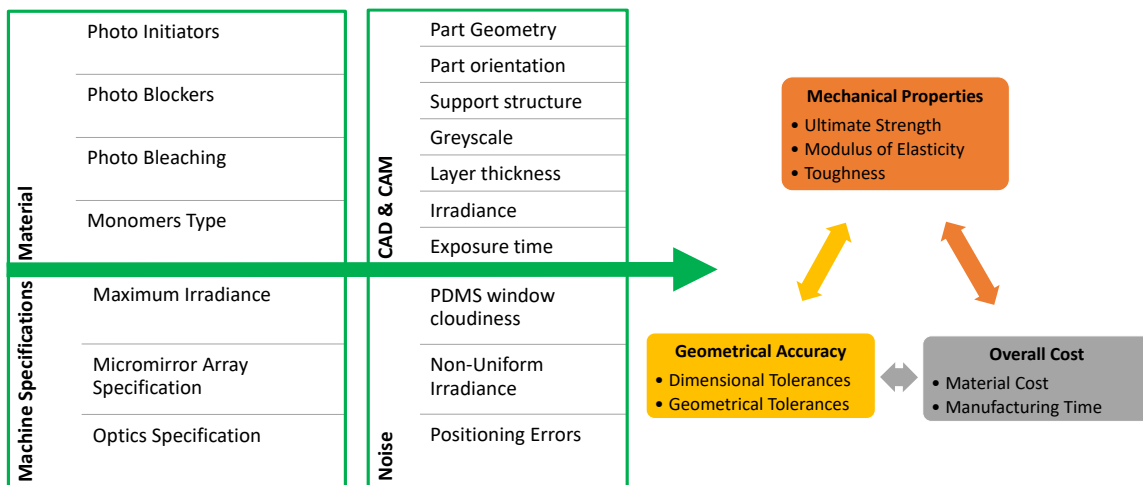 Material
Photo Initiators
Photo Blockers
Photo Bleaching
Monomers Type
Machine Specifications
Maximum Irradiance
Micromirror Array
Specification
Optics Specification
CAD & CAM
Part Geometry
Part orientation
Support structure
Greyscale
Layer thickness
Irradiance
Exposure time
Noise
PDMS window
cloudiness
Non-Uniform
Irradiance
Positioning Errors
Mechanical Properties
• Ultimate Strength
• Modulus of Elasticity
• Toughness
Geometrical Accuracy
• Dimensional Tolerances
• Geometrical Tolerances
Overall Cost
• Material Cost
• Manufacturing Time